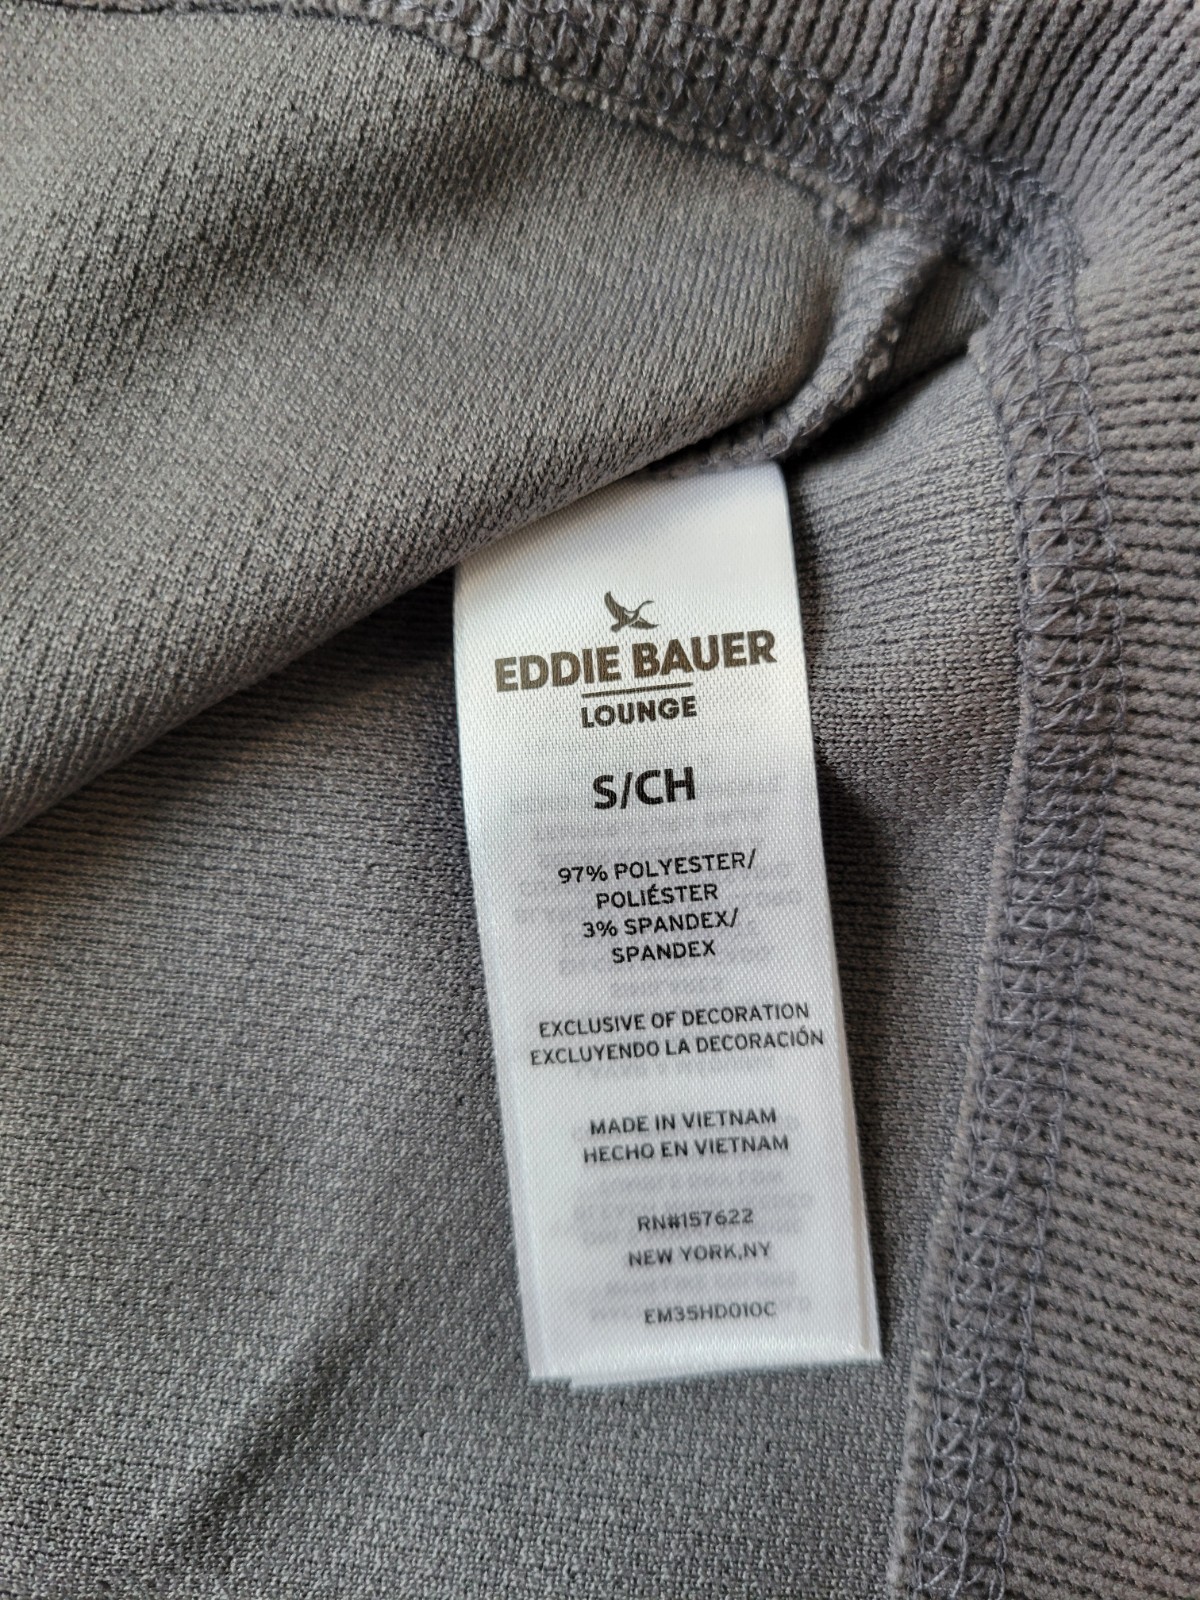 EDDIE BAUER
LOUNGE
S/CH
97% POLYESTER/
POLIÉSTER
3% SPANDEX/
SPANDEX
EXCLUSIVE OF DECORATION
EXCLUYENDO LA DECORACIÓN
MADE IN VIETNAM
HECHO EN VIETNAM
RN#157622
NEW YORK,NY
EM35HD010C